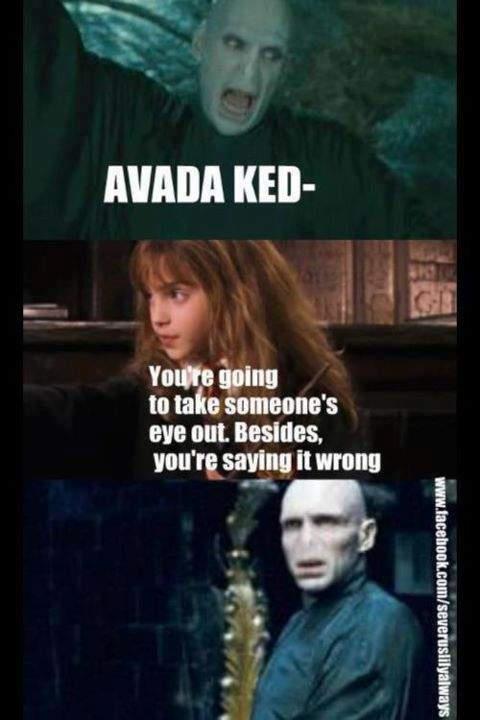 AVADA KED-
You're going
to take someone's
eye out. Besides,
you're saying it wrong
www.facebook.com/severuslilyalways